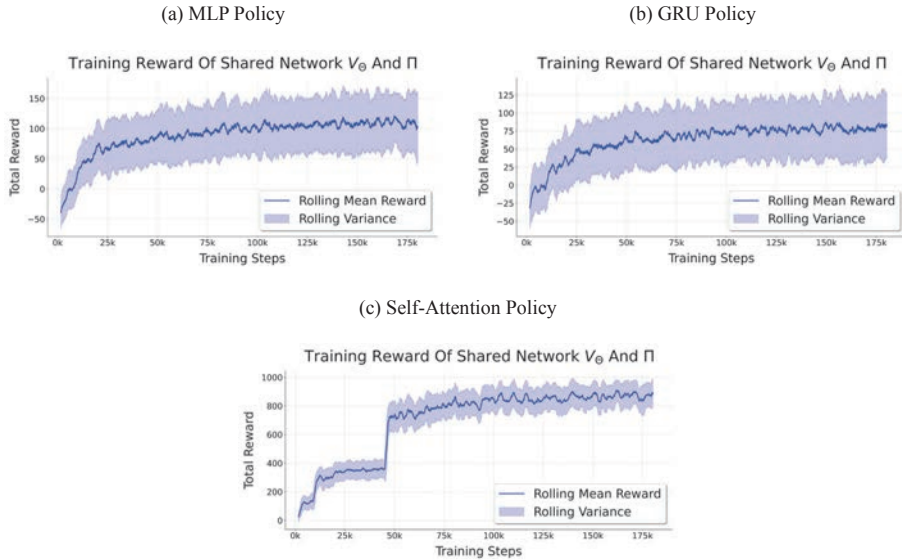 (a) MLP Policy
(b) GRU Policy
Training Reward Of Shared Network V_Θ And Π
150
100
50
0
−50
Total Reward
Rolling Mean Reward
Rolling Variance
0k 25k 50k 75k 100k 125k 150k 175k
Training Steps
Training Reward Of Shared Network V_Θ And Π
125
100
75
50
25
0
−25
−50
Total Reward
Rolling Mean Reward
Rolling Variance
0k 25k 50k 75k 100k 125k 150k 175k
Training Steps
(c) Self-Attention Policy
Training Reward Of Shared Network V_Θ And Π
1000
800
600
400
200
0
Total Reward
Rolling Mean Reward
Rolling Variance
0k 25k 50k 75k 100k 125k 150k 175k
Training Steps